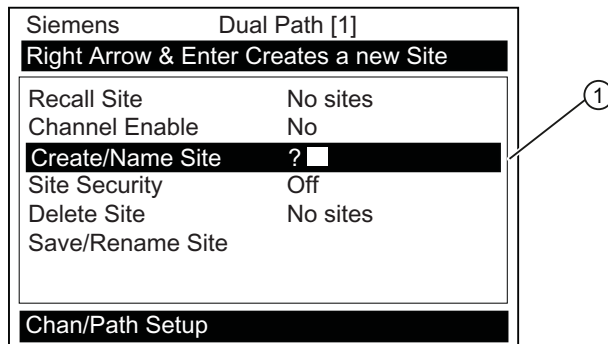 Siemens Dual Path [1]
Right Arrow & Enter Creates a new Site
Recall Site No sites
Channel Enable No
Create/Name Site ?
Site Security Off
Delete Site No sites
Save/Rename Site
Chan/Path Setup
1